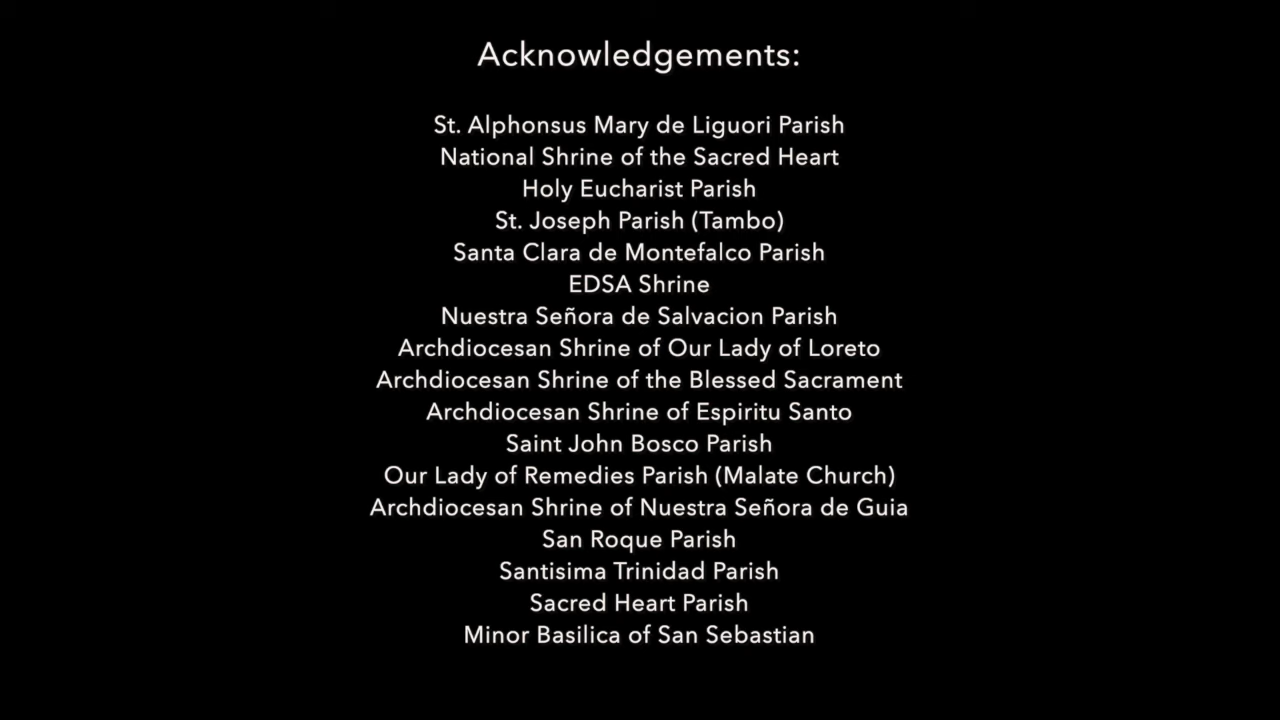 Acknowledgements:
St. Alphonsus Mary de Liguori Parish
National Shrine of the Sacred Heart
Holy Eucharist Parish
St. Joseph Parish (Tambo)
Santa Clara de Montefalco Parish
EDSA Shrine
Nuestra Señora de Salvacion Parish
Archdiocesan Shrine of Our Lady of Loreto
Archdiocesan Shrine of the Blessed Sacrament
Archdiocesan Shrine of Espiritu Santo
Saint John Bosco Parish
Our Lady of Remedies Parish (Malate Church)
Archdiocesan Shrine of Nuestra Señora de Guia
San Roque Parish
Santisima Trinidad Parish
Sacred Heart Parish
Minor Basilica of San Sebastian